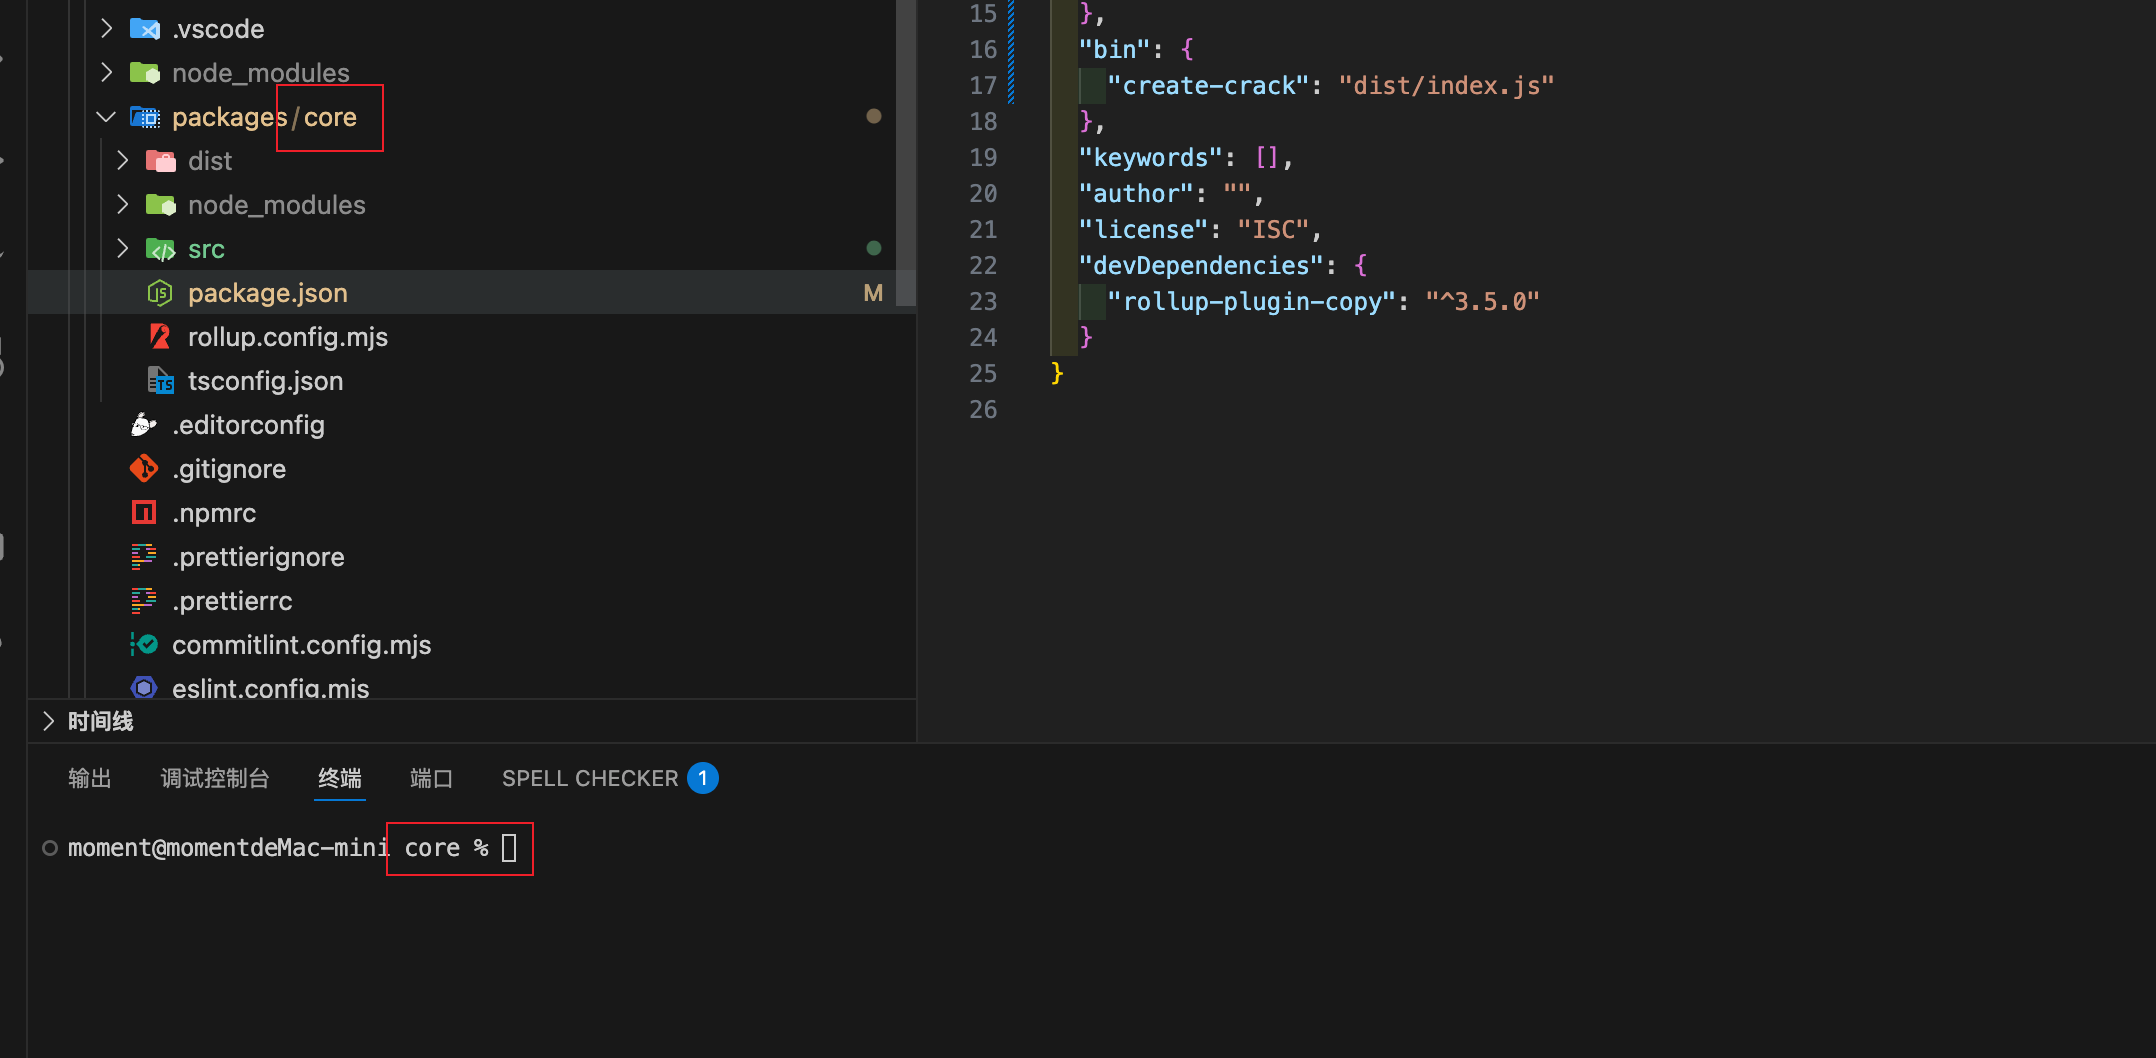 .vscode
node_modules
packages/core
dist
node_modules
src
package.json M
rollup.config.mjs
tsconfig.json
.editorconfig
.gitignore
.npmrc
.prettierignore
.prettierrc
commitlint.config.mjs
eslint.config.mjs
时间线
15 },
16 "bin": {
17 "create-crack": "dist/index.js"
18 },
19 "keywords": [],
20 "author": "",
21 "license": "ISC",
22 "devDependencies": {
23 "rollup-plugin-copy": "^3.5.0"
24 }
25 }
26
输出 调试控制台 终端 端口 SPELL CHECKER 1
moment@momentdeMac-mini core %